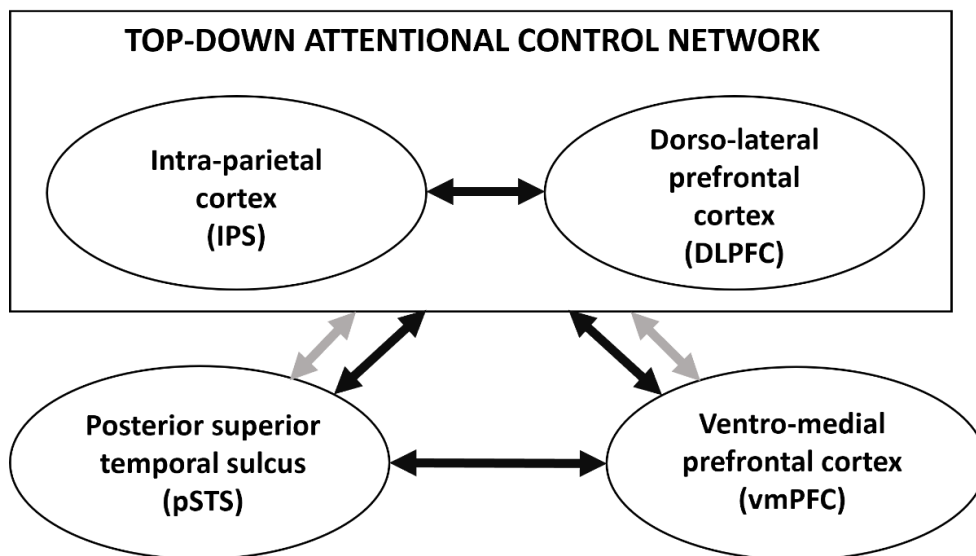 TOP-DOWN ATTENTIONAL CONTROL NETWORK
Intra-parietal
cortex
(IPS)
Dorso-lateral
prefrontal
cortex
(DLPFC)
Posterior superior
temporal sulcus
(pSTS)
Ventro-medial
prefrontal cortex
(vmPFC)